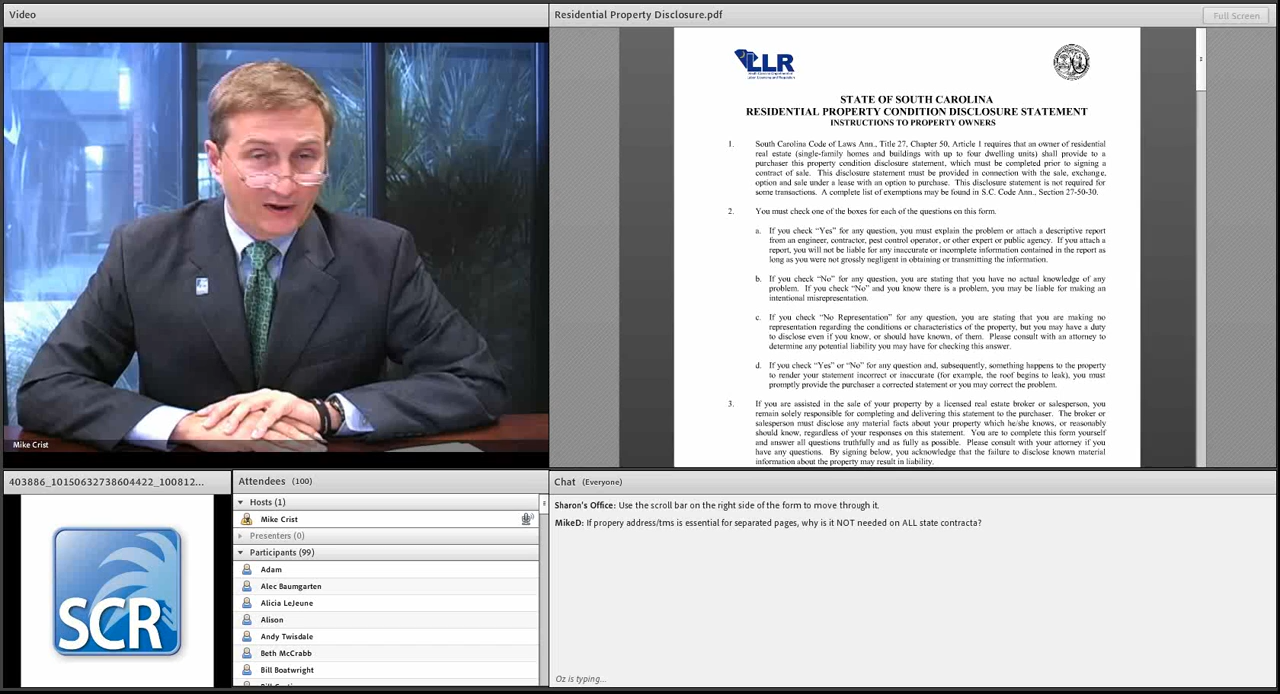 Video
Mike Crist
Residential Property Disclosure.pdf
Full Screen
LLR
STATE OF SOUTH CAROLINA
RESIDENTIAL PROPERTY CONDITION DISCLOSURE STATEMENT
INSTRUCTIONS TO PROPERTY OWNERS
1. South Carolina Code of Laws Ann., Title 27, Chapter 50, Article 1 requires that an owner of residential
real estate (single-family homes and buildings with up to four dwelling units) shall provide to a
purchaser this property condition disclosure statement, which must be completed prior to signing a
contract of sale. This disclosure statement must be provided in connection with the sale, exchange,
option and sale under a lease with an option to purchase. This disclosure statement is not required for
some transactions. A complete list of exemptions may be found in S.C. Code Ann., Section 27-50-30.
2. You must check one of the boxes for each of the questions on this form.
a. If you check “Yes” for any question, you must explain the problem or attach a descriptive report
from an engineer, contractor, pest control operator, or other expert or public agency. If you attach a
report, you will not be liable for any inaccurate or incomplete information contained in the report as
long as you were not grossly negligent in obtaining or transmitting the information.
b. If you check “No” for any question, you are stating that you have no actual knowledge of any
problem. If you check “No” and you know there is a problem, you may be liable for making an
intentional misrepresentation.
c. If you check “No Representation” for any question, you are stating that you are making no
representation regarding the conditions or characteristics of the property, but you may have a duty
to disclose even if you know, or should have known, of them. Please consult with an attorney to
determine any potential liability you may have for checking this answer.
d. If you check “Yes” or “No” for any question and, subsequently, something happens to the property
to render your statement incorrect or inaccurate (for example, the roof begins to leak), you must
promptly provide the purchaser a corrected statement or you may correct the problem.
3. If you are assisted in the sale of your property by a licensed real estate broker or salesperson, you
remain solely responsible for completing and delivering this statement to the purchaser. The broker or
salesperson must disclose any material facts about your property which he/she knows, or reasonably
should know, regardless of your responses on this statement. You are to complete this form yourself
and answer all questions truthfully and as fully as possible. Please consult with your attorney if you
have any questions. By signing below, you acknowledge that the failure to disclose known material
information about the property may result in liability.
403886_10150632738604422_100812...
SCR
Attendees (100)
Hosts (1)
Mike Crist
Presenters (0)
Participants (99)
Adam
Alec Baumgarten
Alicia LeJeune
Alison
Andy Twisdale
Beth McCrabb
Bill Boatwright
Chat (Everyone)
Sharon's Office: Use the scroll bar on the right side of the form to move through it.
MikeD: If propery address/tms is essential for separated pages, why is it NOT needed on ALL state contracta?
Oz is typing...